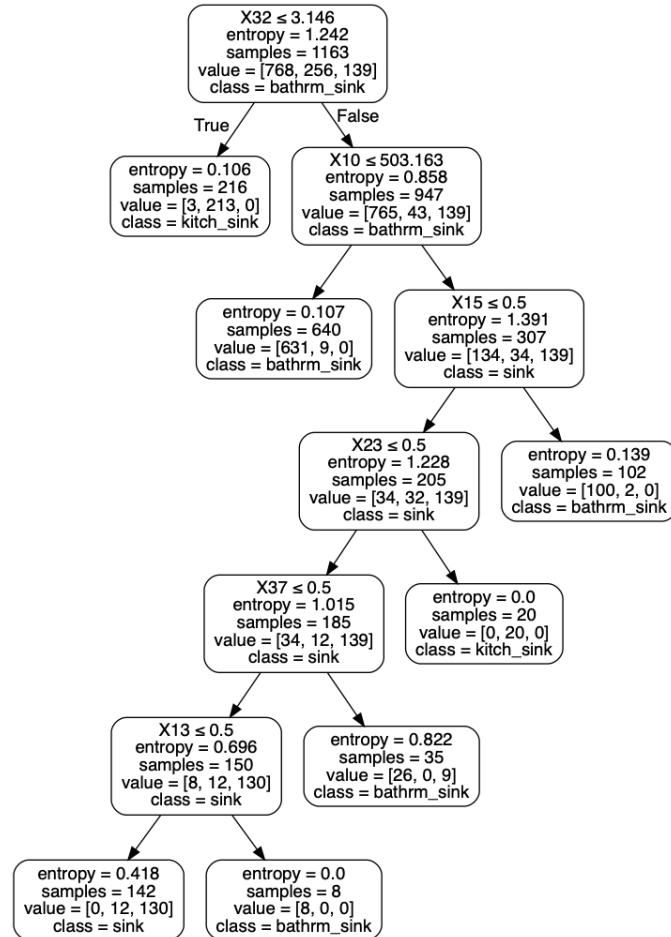 X32 ≤ 3.146
entropy = 1.242
samples = 1163
value = [768, 256, 139]
class = bathrm_sink
True
False
entropy = 0.106
samples = 216
value = [3, 213, 0]
class = kitch_sink
X10 ≤ 503.163
entropy = 0.858
samples = 947
value = [765, 43, 139]
class = bathrm_sink
entropy = 0.107
samples = 640
value = [631, 9, 0]
class = bathrm_sink
X15 ≤ 0.5
entropy = 1.391
samples = 307
value = [134, 34, 139]
class = sink
X23 ≤ 0.5
entropy = 1.228
samples = 205
value = [34, 32, 139]
class = sink
entropy = 0.139
samples = 102
value = [100, 2, 0]
class = bathrm_sink
X37 ≤ 0.5
entropy = 1.015
samples = 185
value = [34, 12, 139]
class = sink
entropy = 0.0
samples = 20
value = [0, 20, 0]
class = kitch_sink
X13 ≤ 0.5
entropy = 0.696
samples = 150
value = [8, 12, 130]
class = sink
entropy = 0.822
samples = 35
value = [26, 0, 9]
class = bathrm_sink
entropy = 0.418
samples = 142
value = [0, 12, 130]
class = sink
entropy = 0.0
samples = 8
value = [8, 0, 0]
class = bathrm_sink